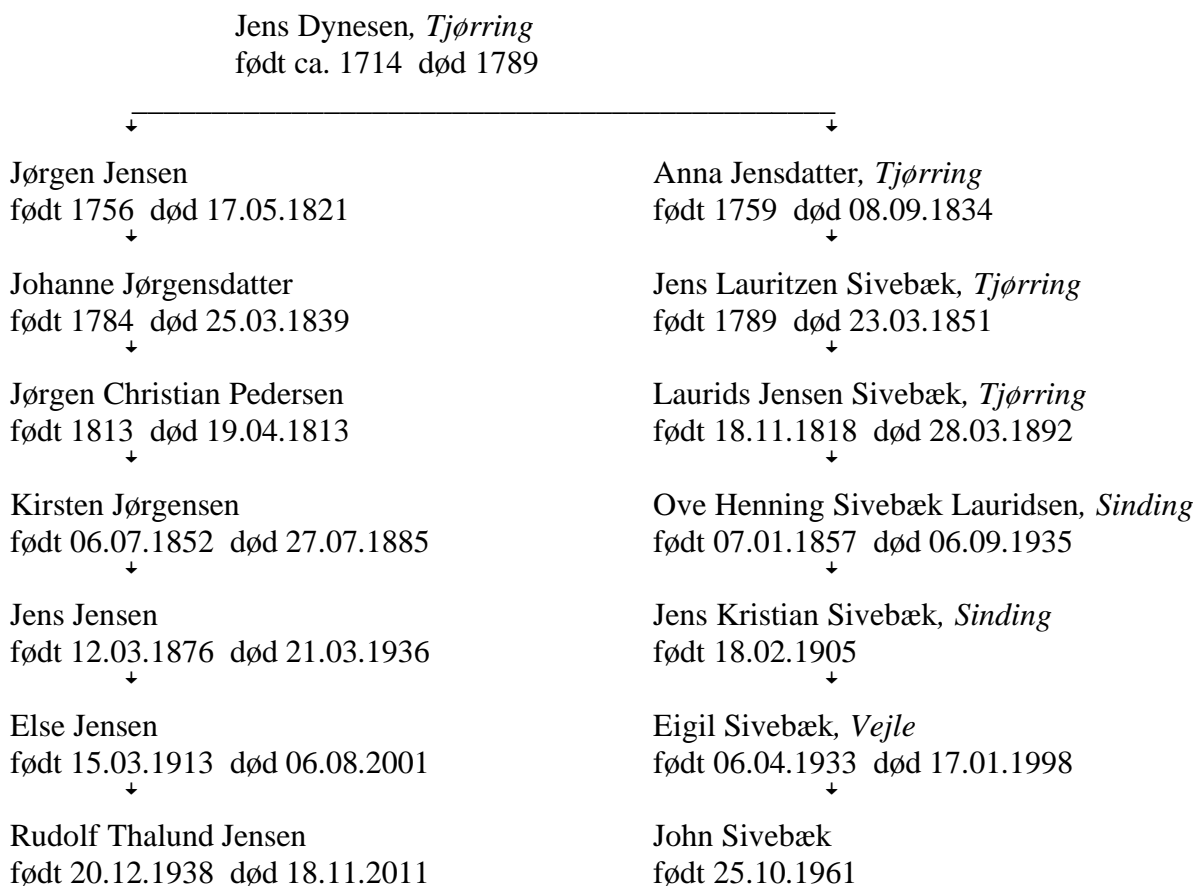 Jens Dynesen, Tjørring
født ca. 1714 død 1789
Jørgen Jensen
født 1756 død 17.05.1821
Anna Jensdatter, Tjørring
født 1759 død 08.09.1834
Johanne Jørgensdatter
født 1784 død 25.03.1839
Jens Lauritzen Sivebæk, Tjørring
født 1789 død 23.03.1851
Jørgen Christian Pedersen
født 1813 død 19.04.1813
Laurids Jensen Sivebæk, Tjørring
født 18.11.1818 død 28.03.1892
Kirsten Jørgensen
født 06.07.1852 død 27.07.1885
Ove Henning Sivebæk Lauridsen, Sinding
født 07.01.1857 død 06.09.1935
Jens Jensen
født 12.03.1876 død 21.03.1936
Jens Kristian Sivebæk, Sinding
født 18.02.1905
Else Jensen
født 15.03.1913 død 06.08.2001
Eigil Sivebæk, Vejle
født 06.04.1933 død 17.01.1998
Rudolf Thalund Jensen
født 20.12.1938 død 18.11.2011
John Sivebæk
født 25.10.1961